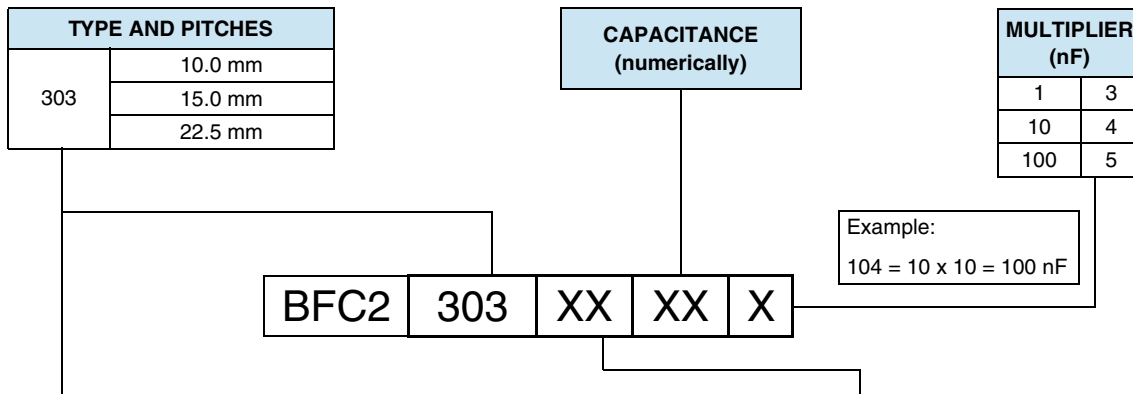 TYPE AND PITCHES
303
10.0 mm
15.0 mm
22.5 mm
CAPACITANCE
(numerically)
MULTIPLIER
(nF)
1 3
10 4
100 5
Example:
104 = 10 x 10 = 100 nF
BFC2 303 XX XX X